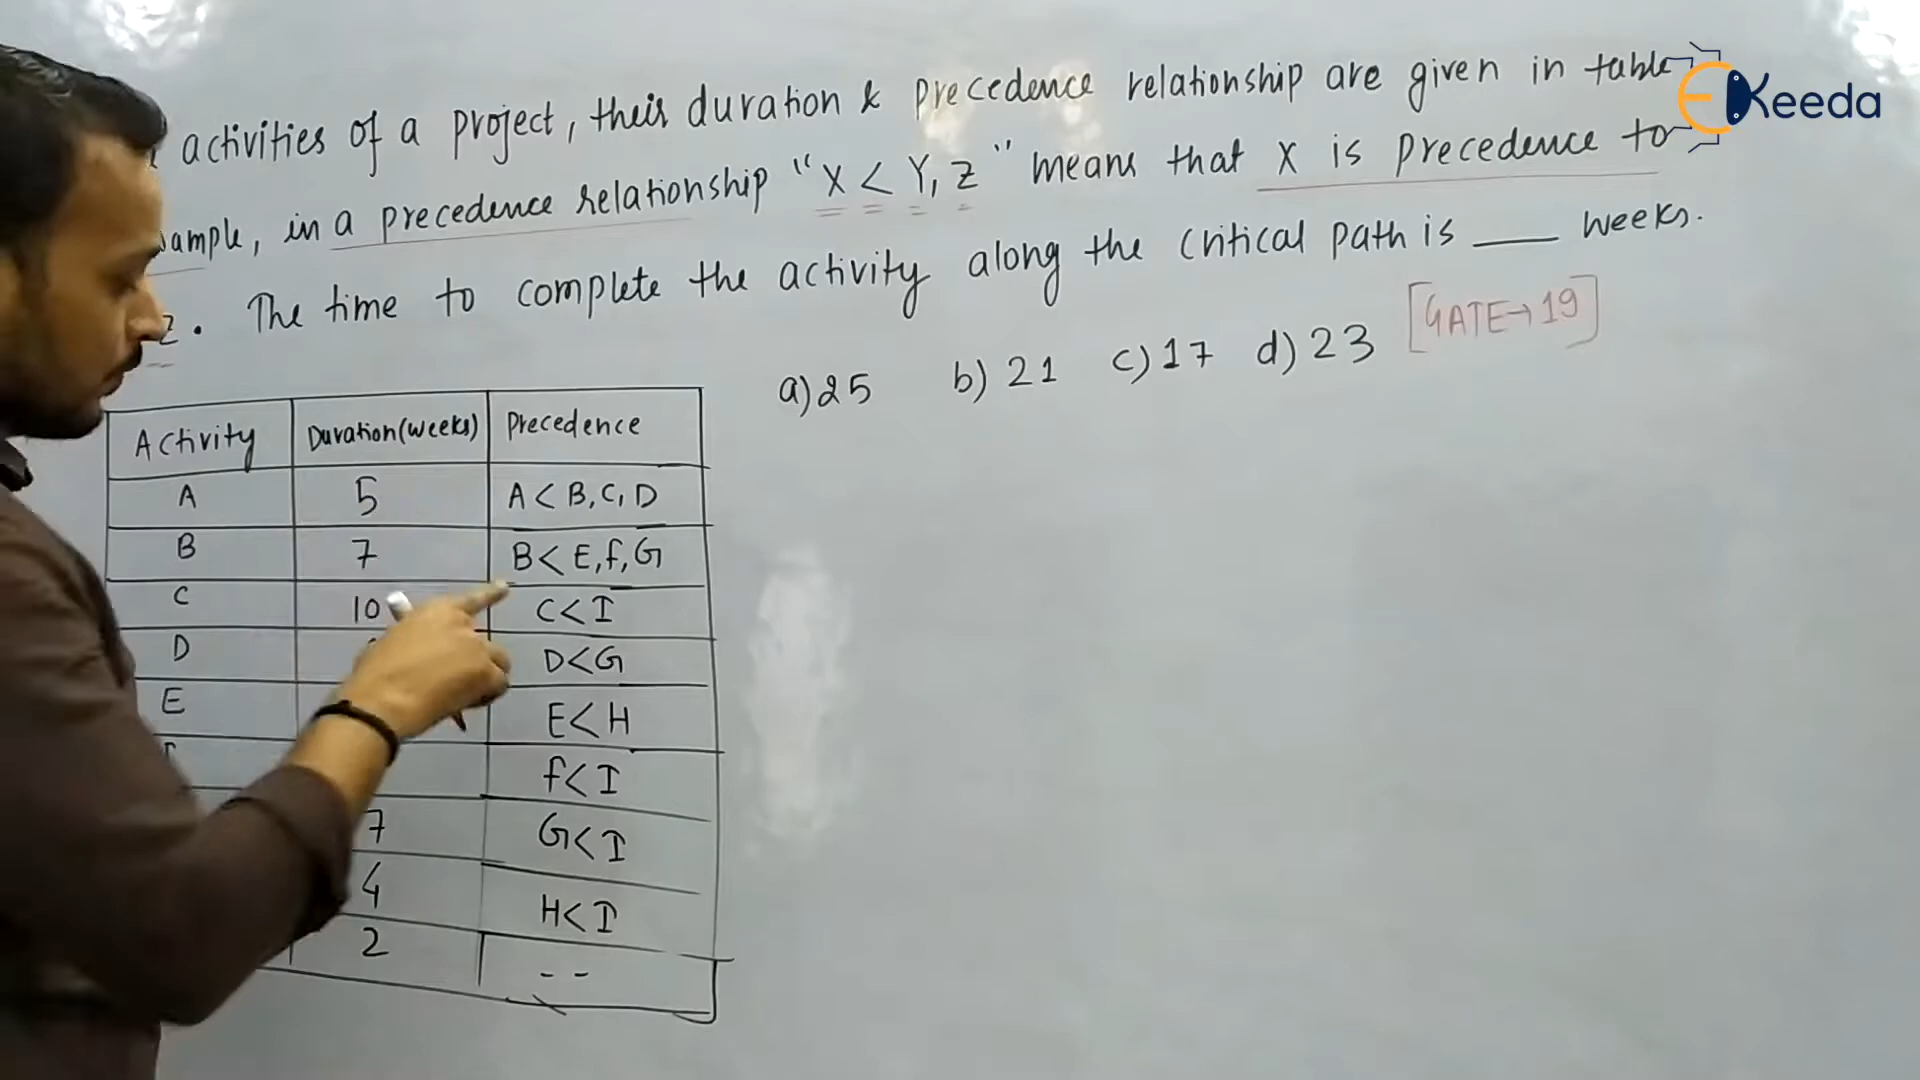 activities of a project, their duration & precedence relationship are given in table
in a precedence relationship "X < Y, Z" means that X is precedence to
Z. The time to complete the activity along the critical path is ___ weeks.
a) 25 b) 21 c) 17 d) 23 [GATE→19]
EKeeda
Activity Duration(weeks) Precedence
A 5 A < B, C, D
B 7 B < E, f, G
C 10 C < I
D D < G
E E < H
f < I
7 G < I
4 H < I
2 - -